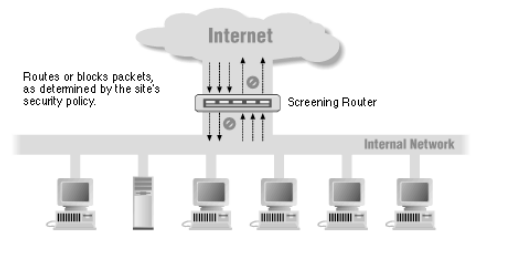 Internet
Routes or blocks packets,
as determined by the site's
security policy.
Screening Router
Internal Network